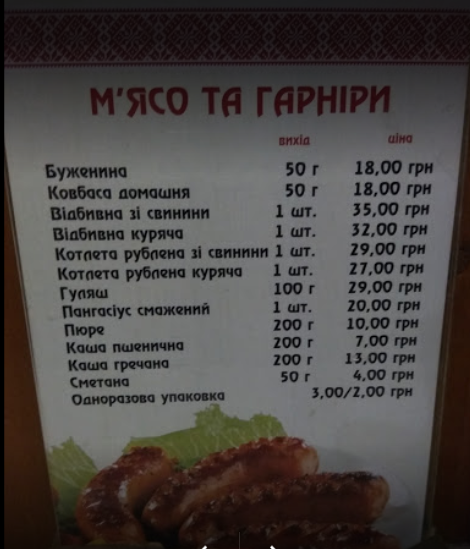 М'ЯСО ТА ГАРНІРИ
вихід ціна
Буженина 50 г 18,00 грн
Ковбаса домашня 50 г 18,00 грн
Відбивна зі свинини 1 шт. 35,00 грн
Відбивна куряча 1 шт. 32,00 грн
Котлета рублена зі свинини 1 шт. 29,00 грн
Котлета рублена куряча 1 шт. 27,00 грн
Гуляш 100 г 29,00 грн
Пангасіус смажений 1 шт. 20,00 грн
Пюре 200 г 10,00 грн
Каша пшенична 200 г 7,00 грн
Каша гречана 200 г 13,00 грн
Сметана 50 г 4,00 грн
Одноразова упаковка 3,00/2,00 грн